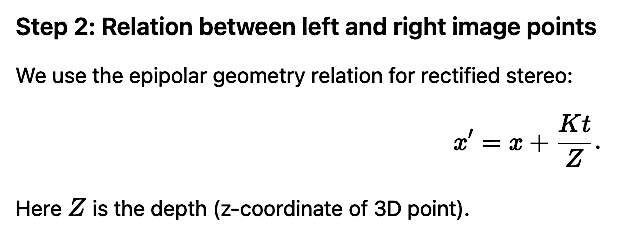 Step 2: Relation between left and right image points
We use the epipolar geometry relation for rectified stereo:
x′ = x + Kt/Z.
Here Z is the depth (z-coordinate of 3D point).